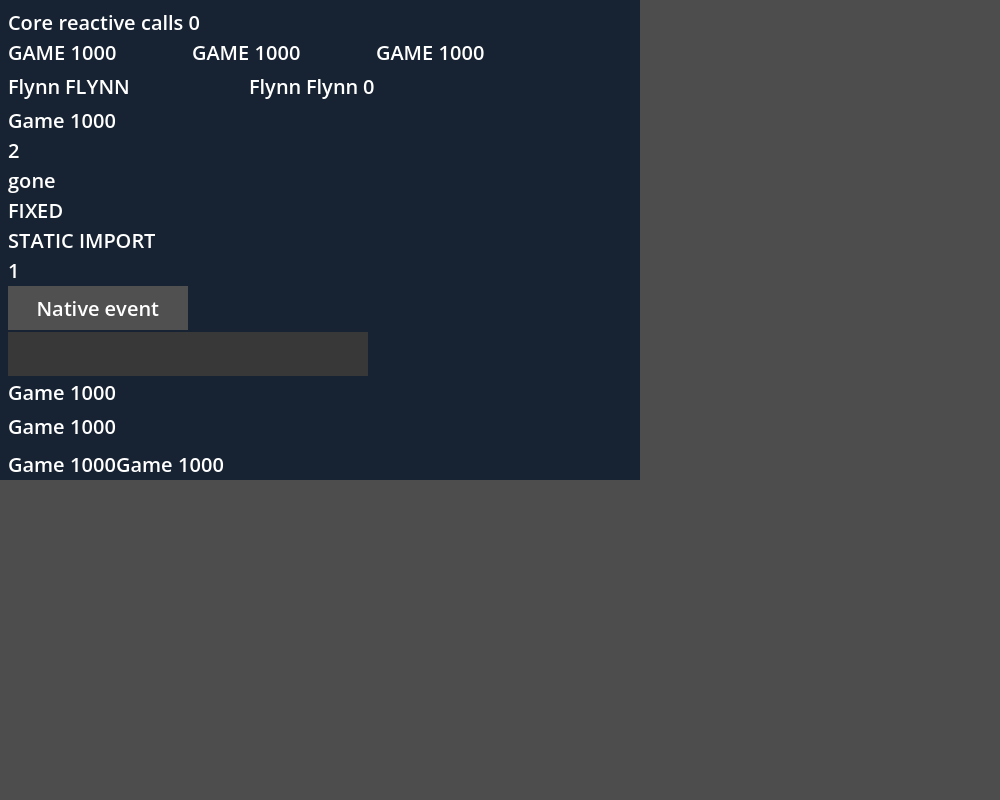 Core reactive calls 0
GAME 1000 GAME 1000 GAME 1000
Flynn FLYNN Flynn Flynn 0
Game 1000
2
gone
FIXED
STATIC IMPORT
1
Native event
Game 1000
Game 1000
Game 1000Game 1000